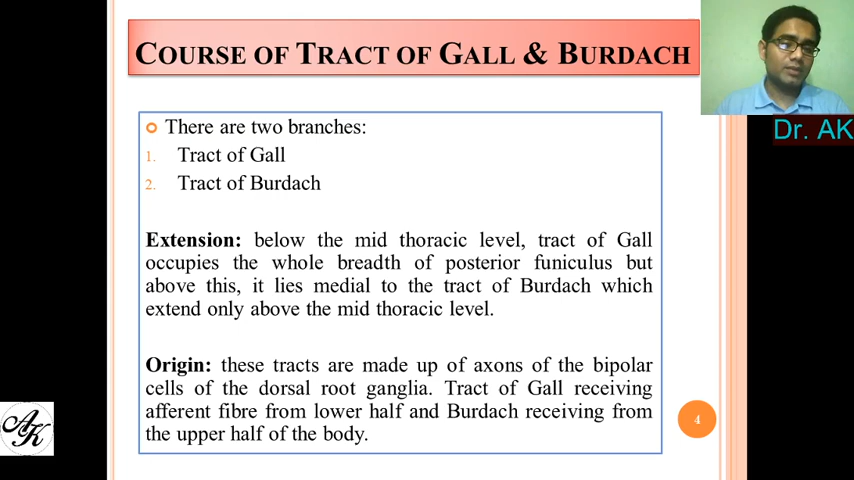 COURSE OF TRACT OF GALL & BURDACH
Dr. AK
There are two branches:
1. Tract of Gall
2. Tract of Burdach
Extension: below the mid thoracic level, tract of Gall
occupies the whole breadth of posterior funiculus but
above this, it lies medial to the tract of Burdach which
extend only above the mid thoracic level.
Origin: these tracts are made up of axons of the bipolar
cells of the dorsal root ganglia. Tract of Gall receiving
afferent fibre from lower half and Burdach receiving from
the upper half of the body.
4
AK